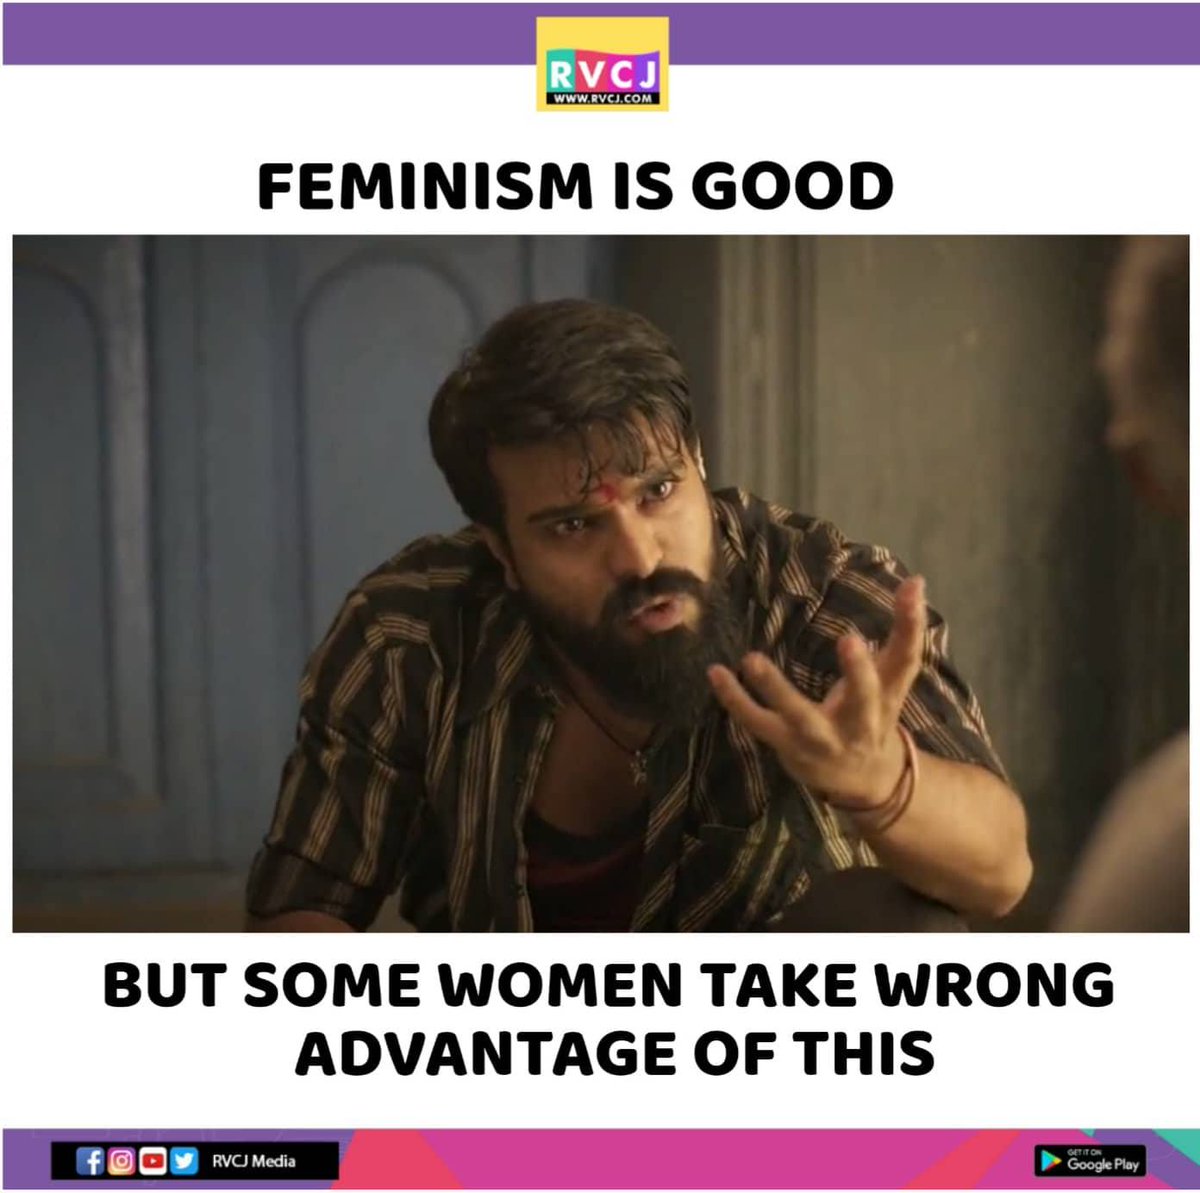 RVCJ
WWW.RVCJ.COM
FEMINISM IS GOOD
BUT SOME WOMEN TAKE WRONG
ADVANTAGE OF THIS
RVCJ Media
GET IT ON
Google Play